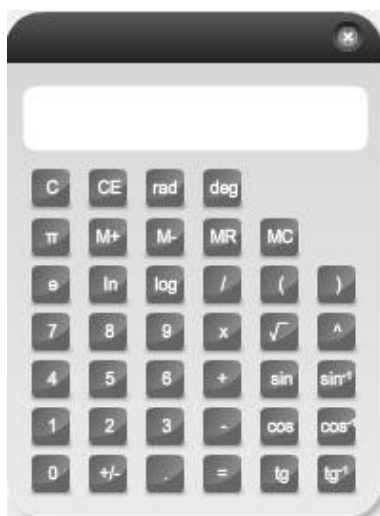 C CE rad deg
π M+ M- MR MC
e ln log / ( )
7 8 9 x √ ^
4 5 6 + sin sin⁻¹
1 2 3 - cos cos⁻¹
0 +/- . = tg tg⁻¹